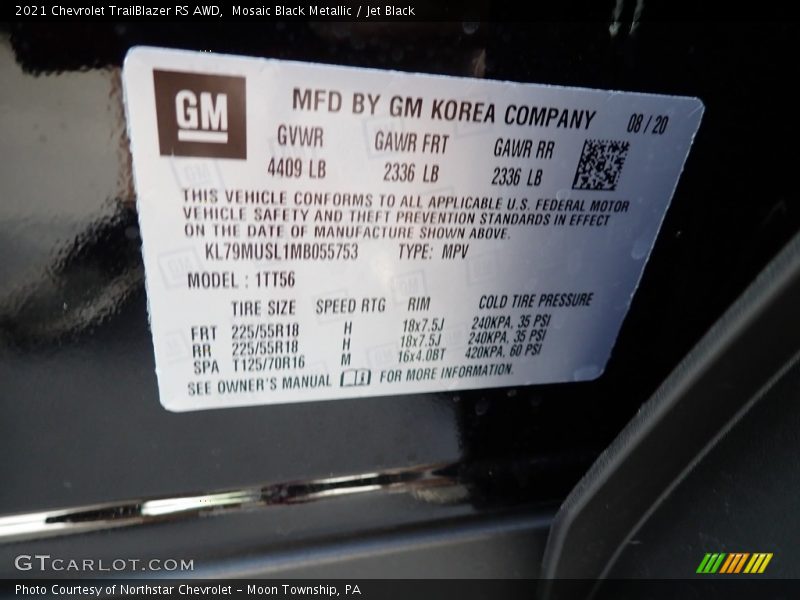 2021 Chevrolet TrailBlazer RS AWD, Mosaic Black Metallic / Jet Black
GM
MFD BY GM KOREA COMPANY 08 / 20
GVWR GAWR FRT GAWR RR
4409 LB 2336 LB 2336 LB
THIS VEHICLE CONFORMS TO ALL APPLICABLE U.S. FEDERAL MOTOR
VEHICLE SAFETY AND THEFT PREVENTION STANDARDS IN EFFECT
ON THE DATE OF MANUFACTURE SHOWN ABOVE.
KL79MUSL1MB055753 TYPE: MPV
MODEL : 1TT56
TIRE SIZE SPEED RTG RIM COLD TIRE PRESSURE
FRT 225/55R18 H 18x7.5J 240KPA, 35 PSI
RR 225/55R18 H 18x7.5J 240KPA, 35 PSI
SPA T125/70R16 M 16x4.0BT 420KPA, 60 PSI
SEE OWNER'S MANUAL FOR MORE INFORMATION.
GTCARLOT.COM
Photo Courtesy of Northstar Chevrolet - Moon Township, PA